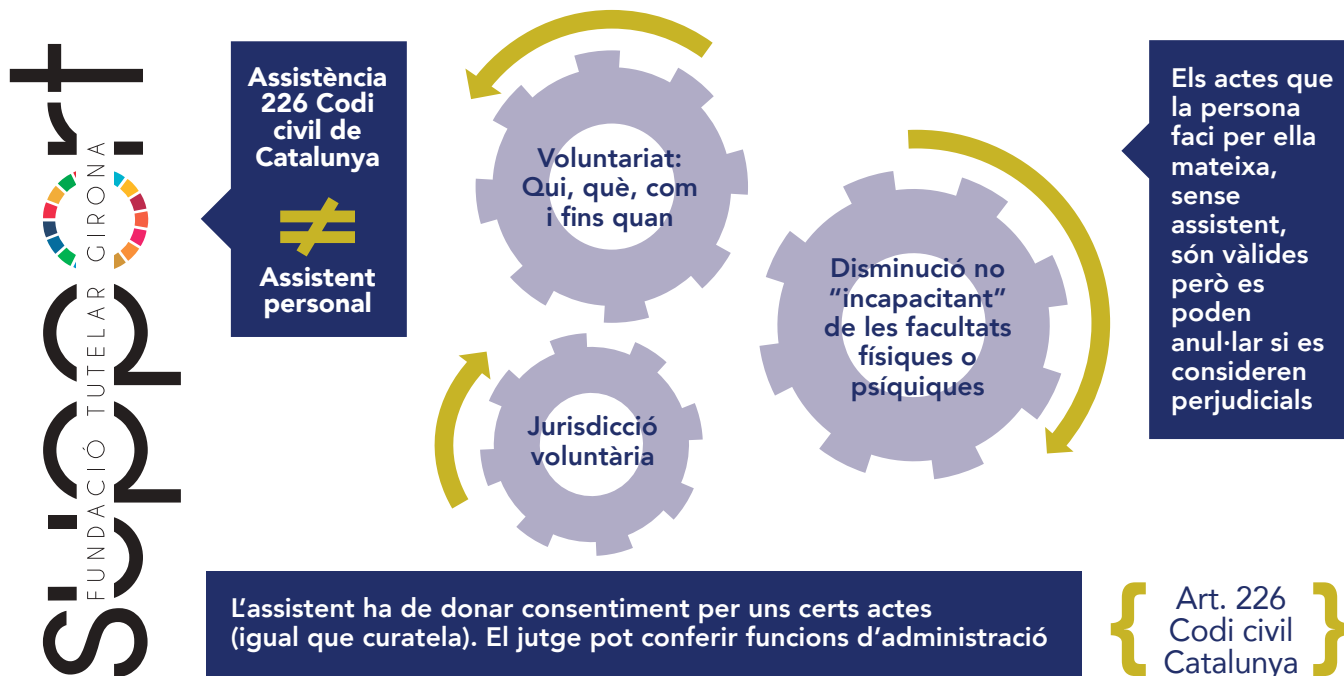 Support
FUNDACIÓ TUTELAR GIRONA
Assistència
226 Codi
civil de
Catalunya
≠
Assistent
personal
Voluntariat:
Qui, què, com
i fins quan
Disminució no
“incapacitant”
de les facultats
físiques o
psíquiques
Jurisdicció
voluntària
Els actes que
la persona
faci per ella
mateixa,
sense
assistent,
són vàlides
però es
poden
anul·lar si es
consideren
perjudicials
L’assistent ha de donar consentiment per uns certs actes
(igual que curatela). El jutge pot conferir funcions d’administració
{ Art. 226 }
Codi civil
Catalunya